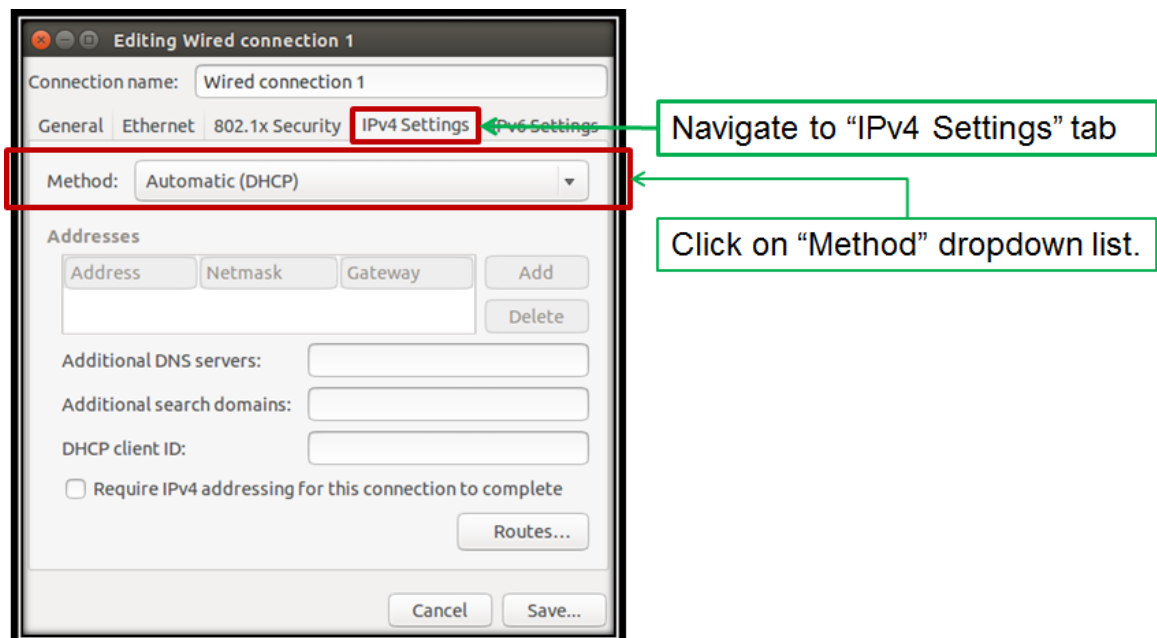 Editing Wired connection 1
Connection name: Wired connection 1
General Ethernet 802.1x Security IPv4 Settings IPv6 Settings
Navigate to “IPv4 Settings” tab
Method: Automatic (DHCP)
Click on “Method” dropdown list.
Addresses
Address Netmask Gateway Add
Delete
Additional DNS servers:
Additional search domains:
DHCP client ID:
Require IPv4 addressing for this connection to complete
Routes...
Cancel Save...